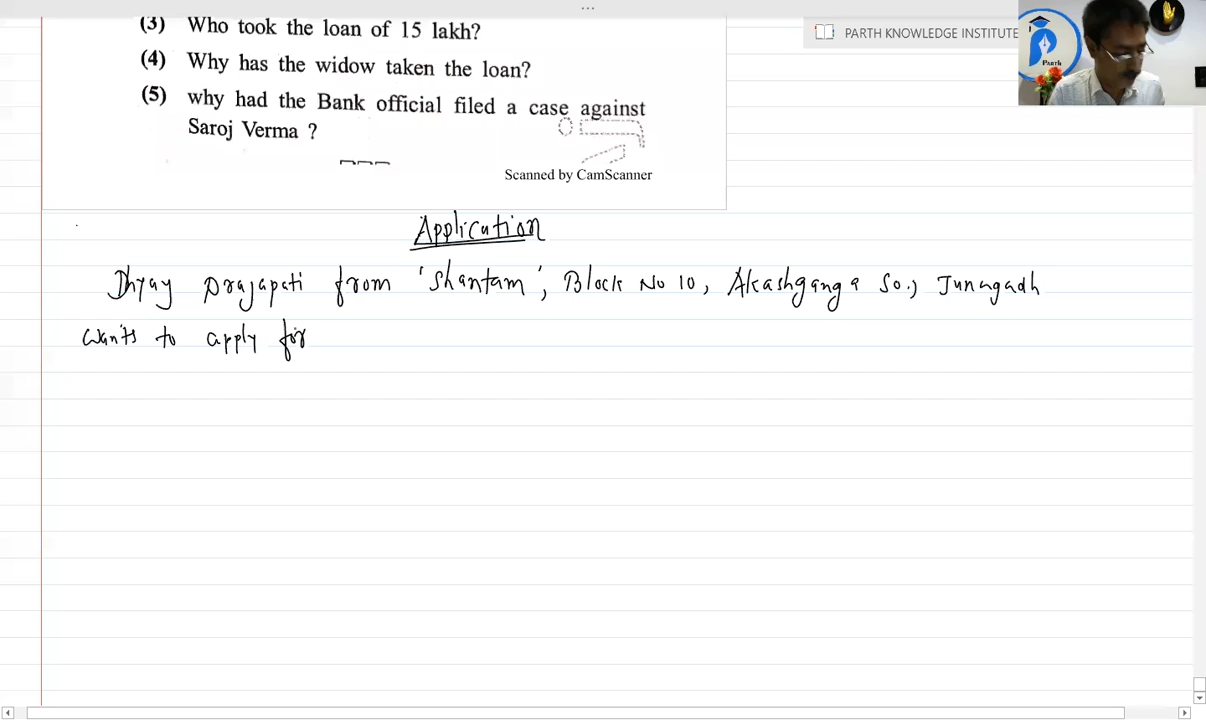 (3) Who took the loan of 15 lakh?
PARTH KNOWLEDGE INSTITUTE
Parth
(4) Why has the widow taken the loan?
(5) why had the Bank official filed a case against
Saroj Verma ?
Scanned by CamScanner
Application
Dhyay Prajapati from 'Shantam', Block No 10, Akashganga So., Junagadh
wants to apply for